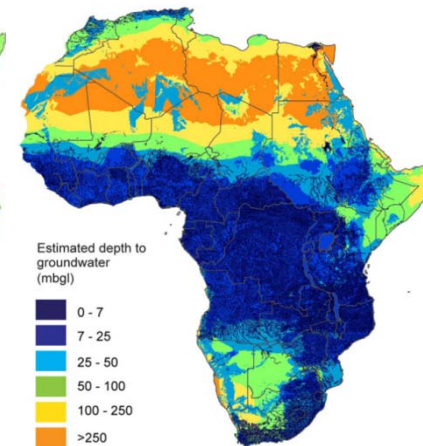 Estimated depth to
groundwater
(mbgl)
0 - 7
7 - 25
25 - 50
50 - 100
100 - 250
>250